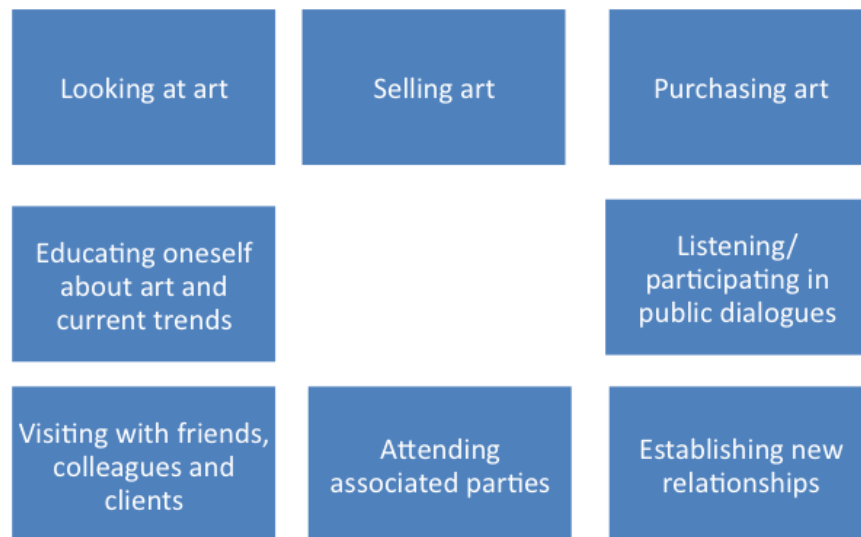 Looking at art
Selling art
Purchasing art
Educating oneself
about art and
current trends
Listening/
participating in
public dialogues
Visiting with friends,
colleagues and
clients
Attending
associated parties
Establishing new
relationships